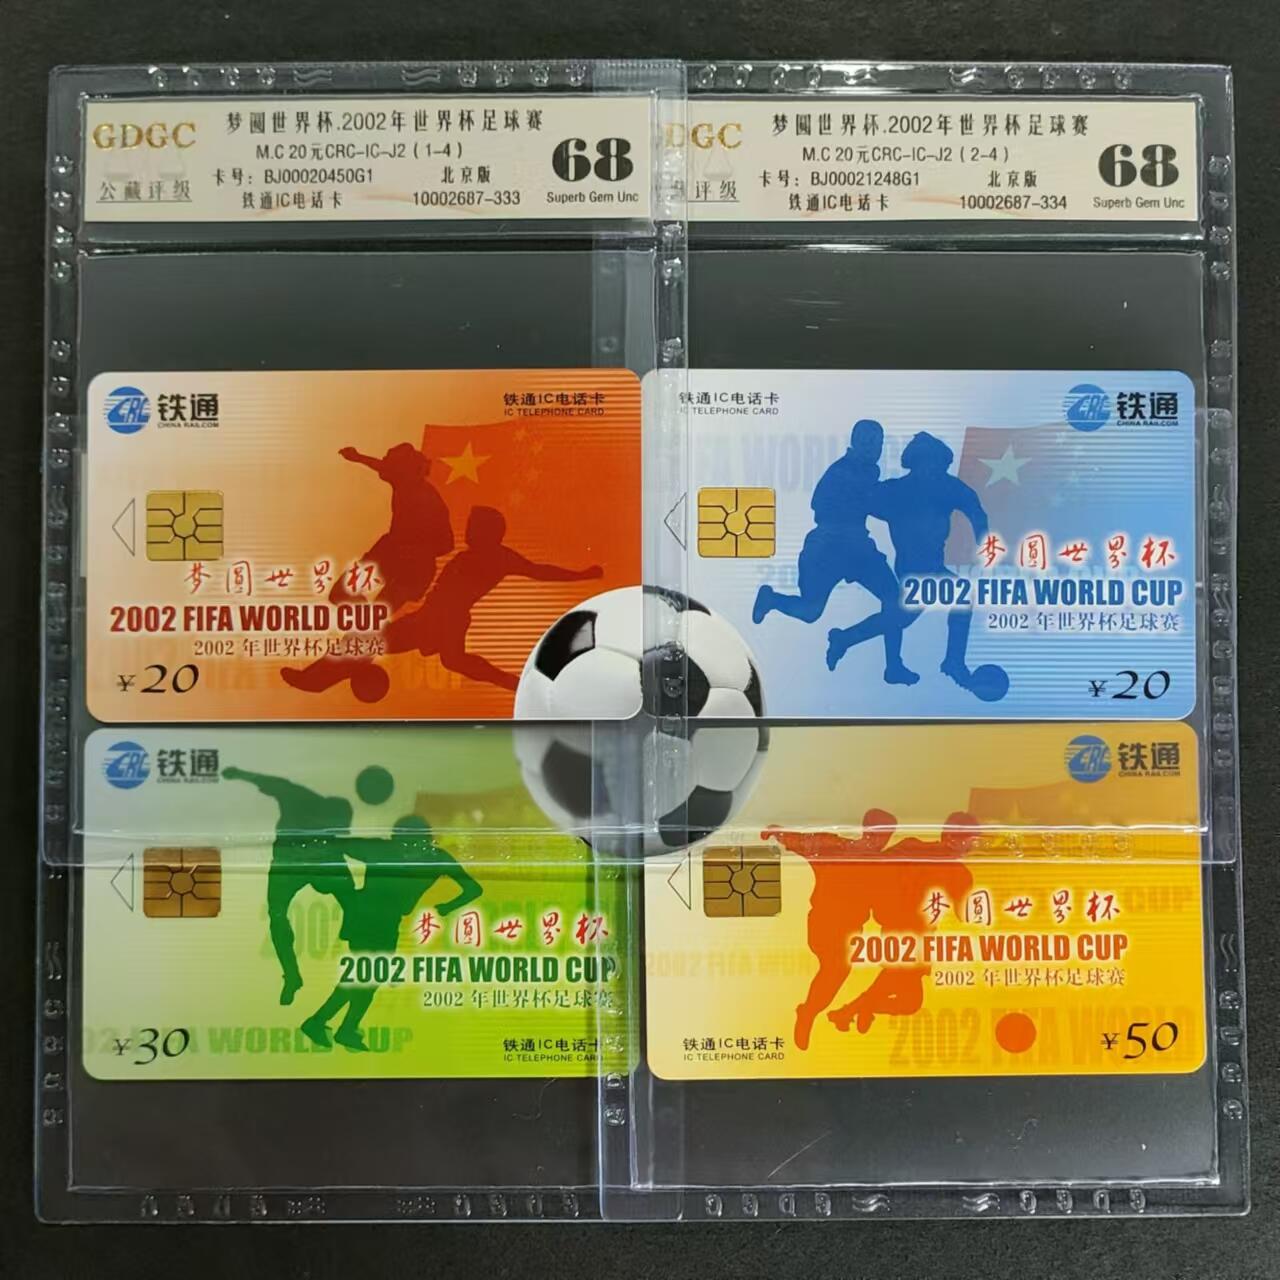 GDGC
公藏评级
梦圆世界杯.2002年世界杯足球赛
M.C 20元CRC-IC-J2 (1-4)
卡号: BJ00020450G1 北京版
铁通IC电话卡 10002687-333
68
Superb Gem Unc
GC
评级
梦圆世界杯.2002年世界杯足球赛
M.C 20元CRC-IC-J2 (2-4)
卡号: BJ00021248G1 北京版
铁通IC电话卡 10002687-334
68
Superb Gem Unc
CRC 铁通
CHINA RAILCOM
铁通IC电话卡
IC TELEPHONE CARD
梦圆世界杯
2002 FIFA WORLD CUP
2002 年世界杯足球赛
¥20
铁通IC电话卡
IC TELEPHONE CARD
CRC 铁通
CHINA RAILCOM
梦圆世界杯
2002 FIFA WORLD CUP
2002 年世界杯足球赛
¥20
CRC 铁通
CHINA RAILCOM
梦圆世界杯
2002 FIFA WORLD CUP
2002 年世界杯足球赛
¥30
铁通IC电话卡
IC TELEPHONE CARD
CRC 铁通
CHINA RAILCOM
梦圆世界杯
2002 FIFA WORLD CUP
2002 年世界杯足球赛
铁通IC电话卡
IC TELEPHONE CARD
¥50